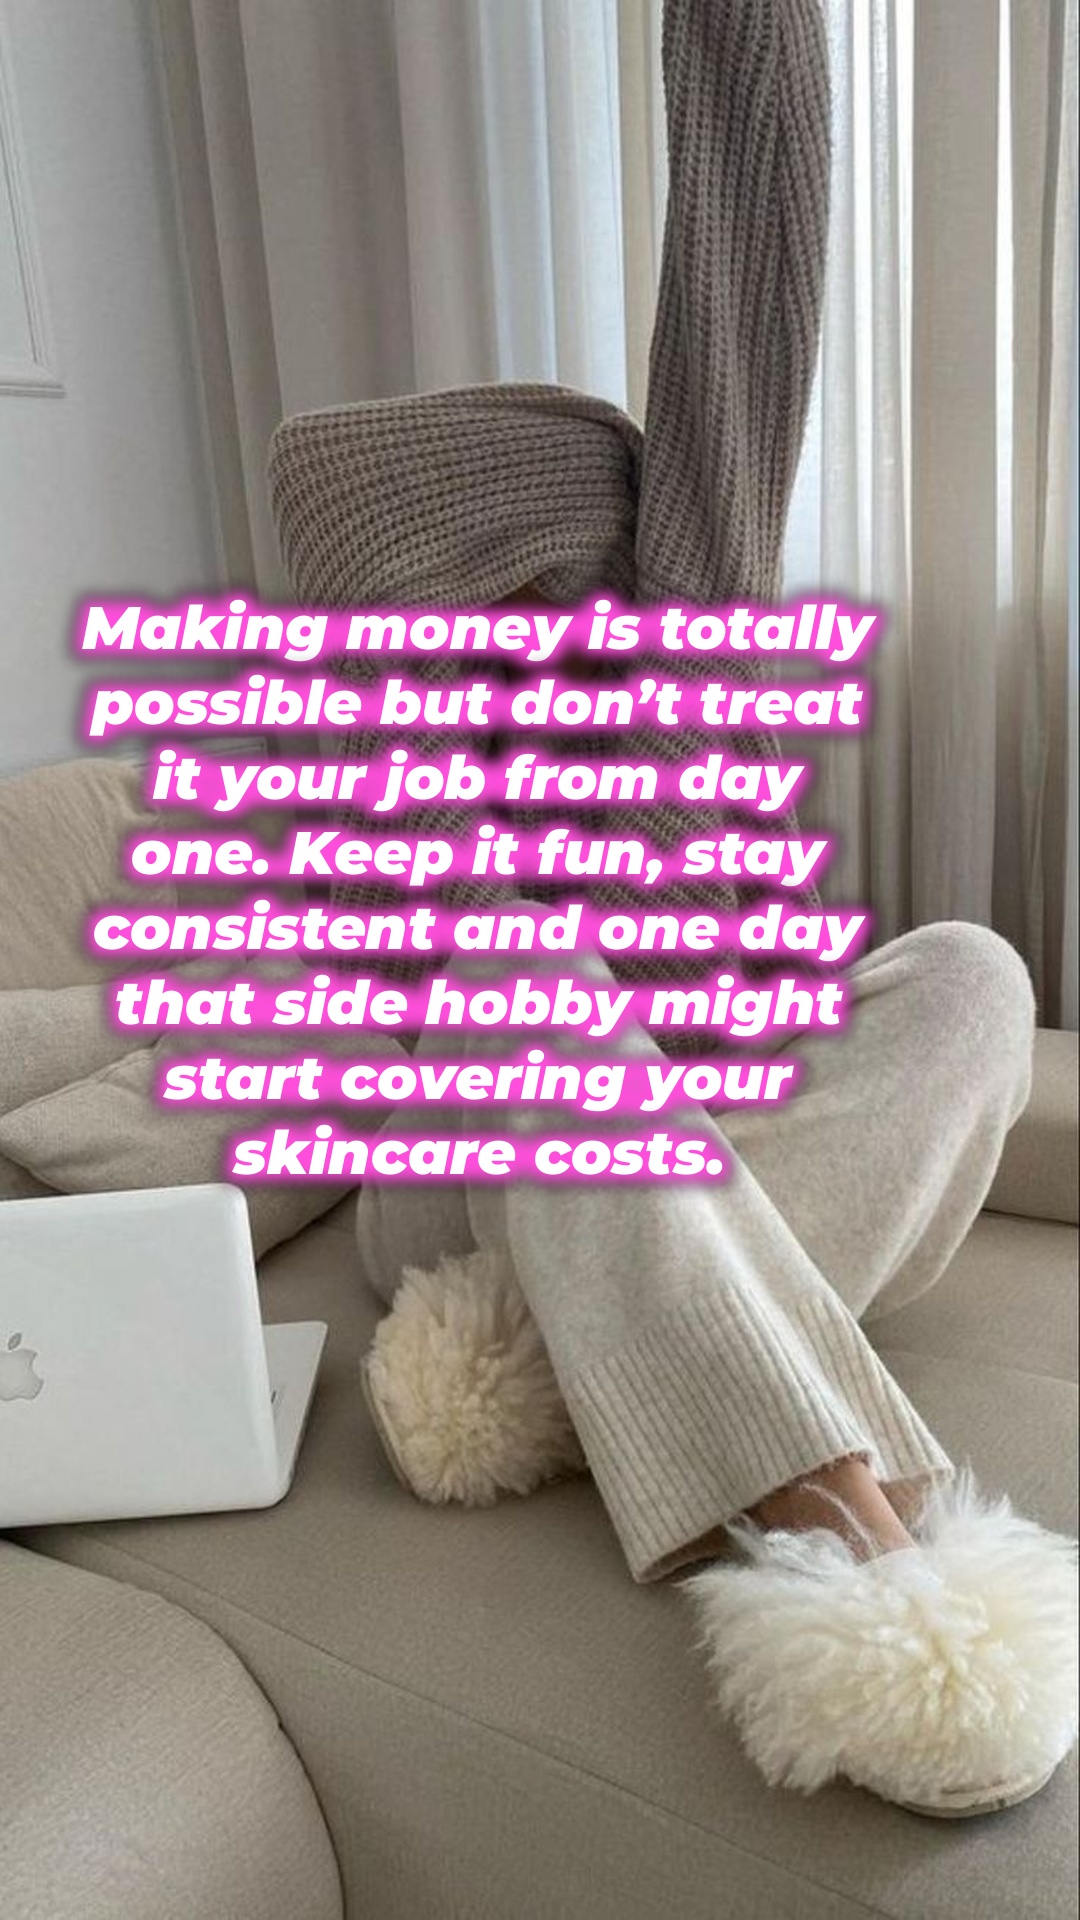 Making money is totally
possible but don’t treat
it your job from day
one. Keep it fun, stay
consistent and one day
that side hobby might
start covering your
skincare costs.